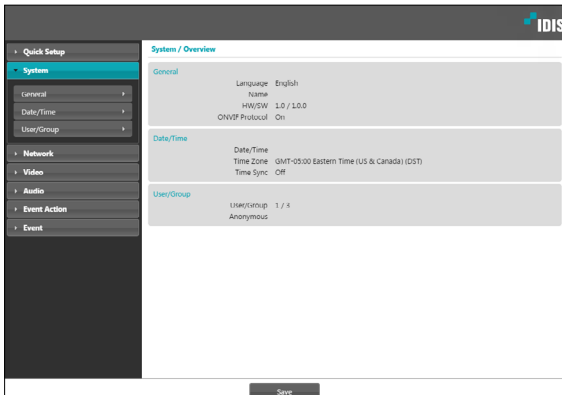 IDIS
Quick Setup
System
General
Date/Time
User/Group
Network
Video
Audio
Event Action
Event
System / Overview
General
Language English
Name
HW/SW 1.0 / 1.0.0
ONVIF Protocol On
Date/Time
Date/Time
Time Zone GMT-05:00 Eastern Time (US & Canada) (DST)
Time Sync Off
User/Group
User/Group 1 / 3
Anonymous
Save